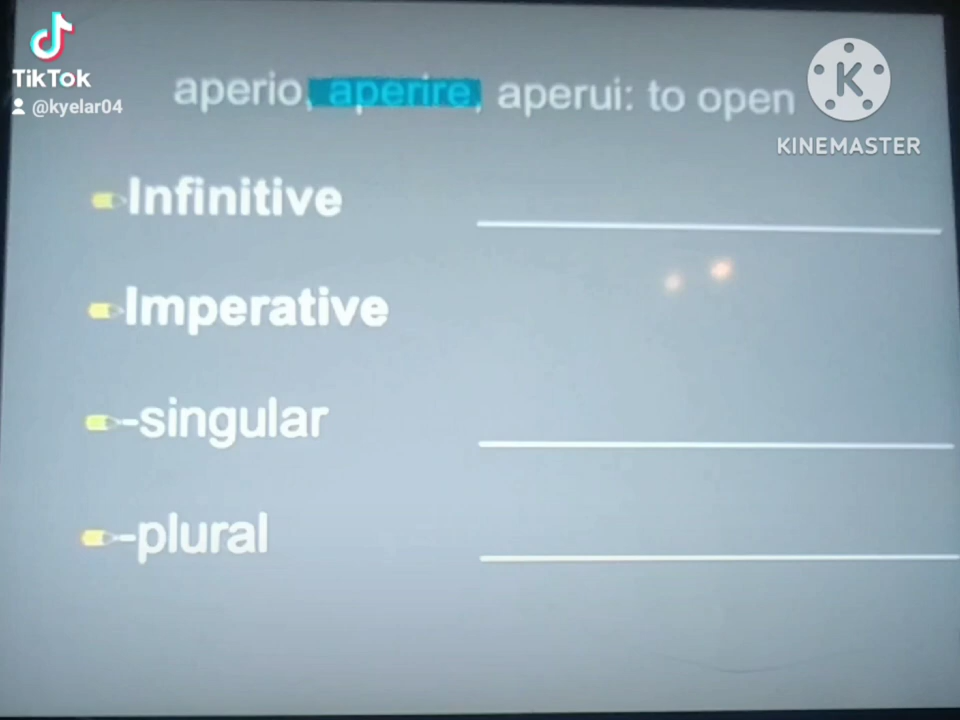 TikTok
@kyelar04
KINEMASTER
aperio, aperire, aperui: to open
Infinitive
Imperative
-singular
-plural